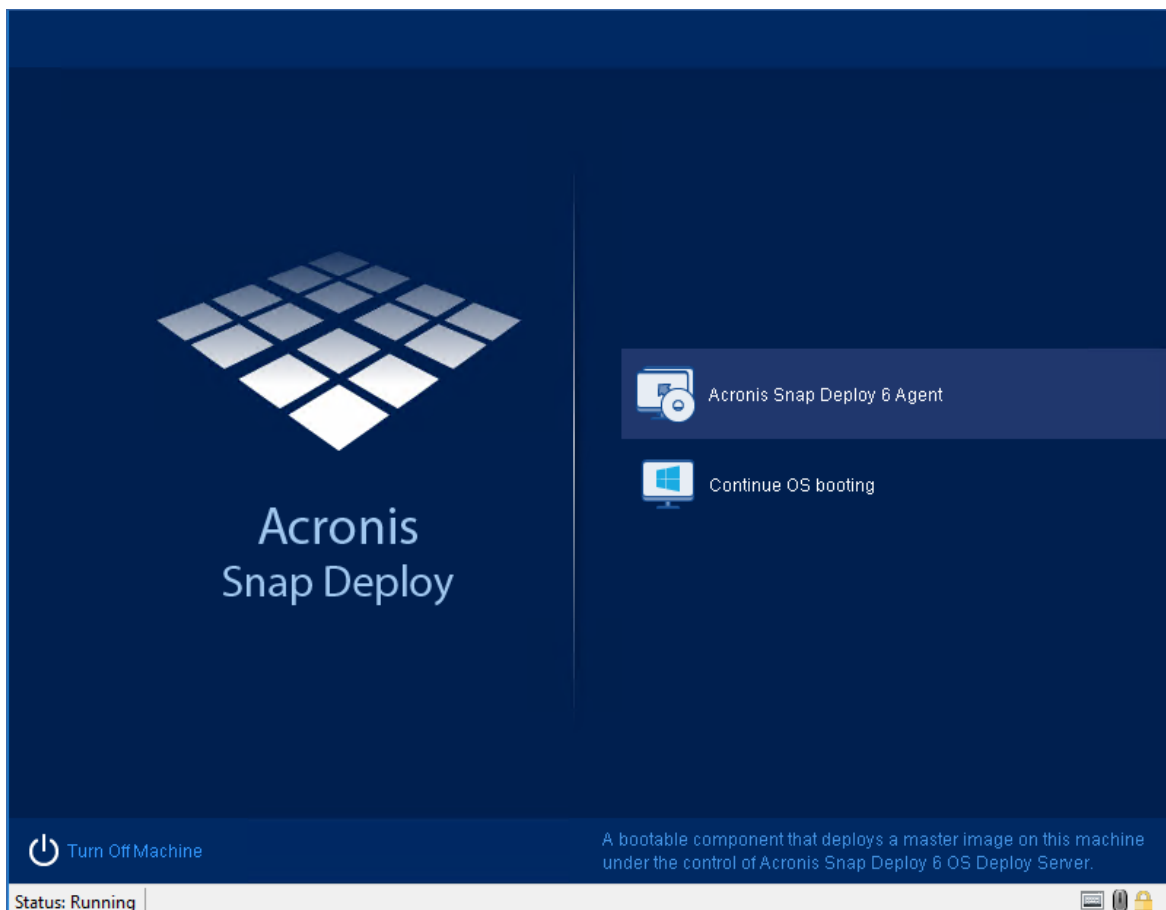 Acronis
Snap Deploy
Acronis Snap Deploy 6 Agent
Continue OS booting
Turn Off Machine
A bootable component that deploys a master image on this machine
under the control of Acronis Snap Deploy 6 OS Deploy Server.
Status: Running